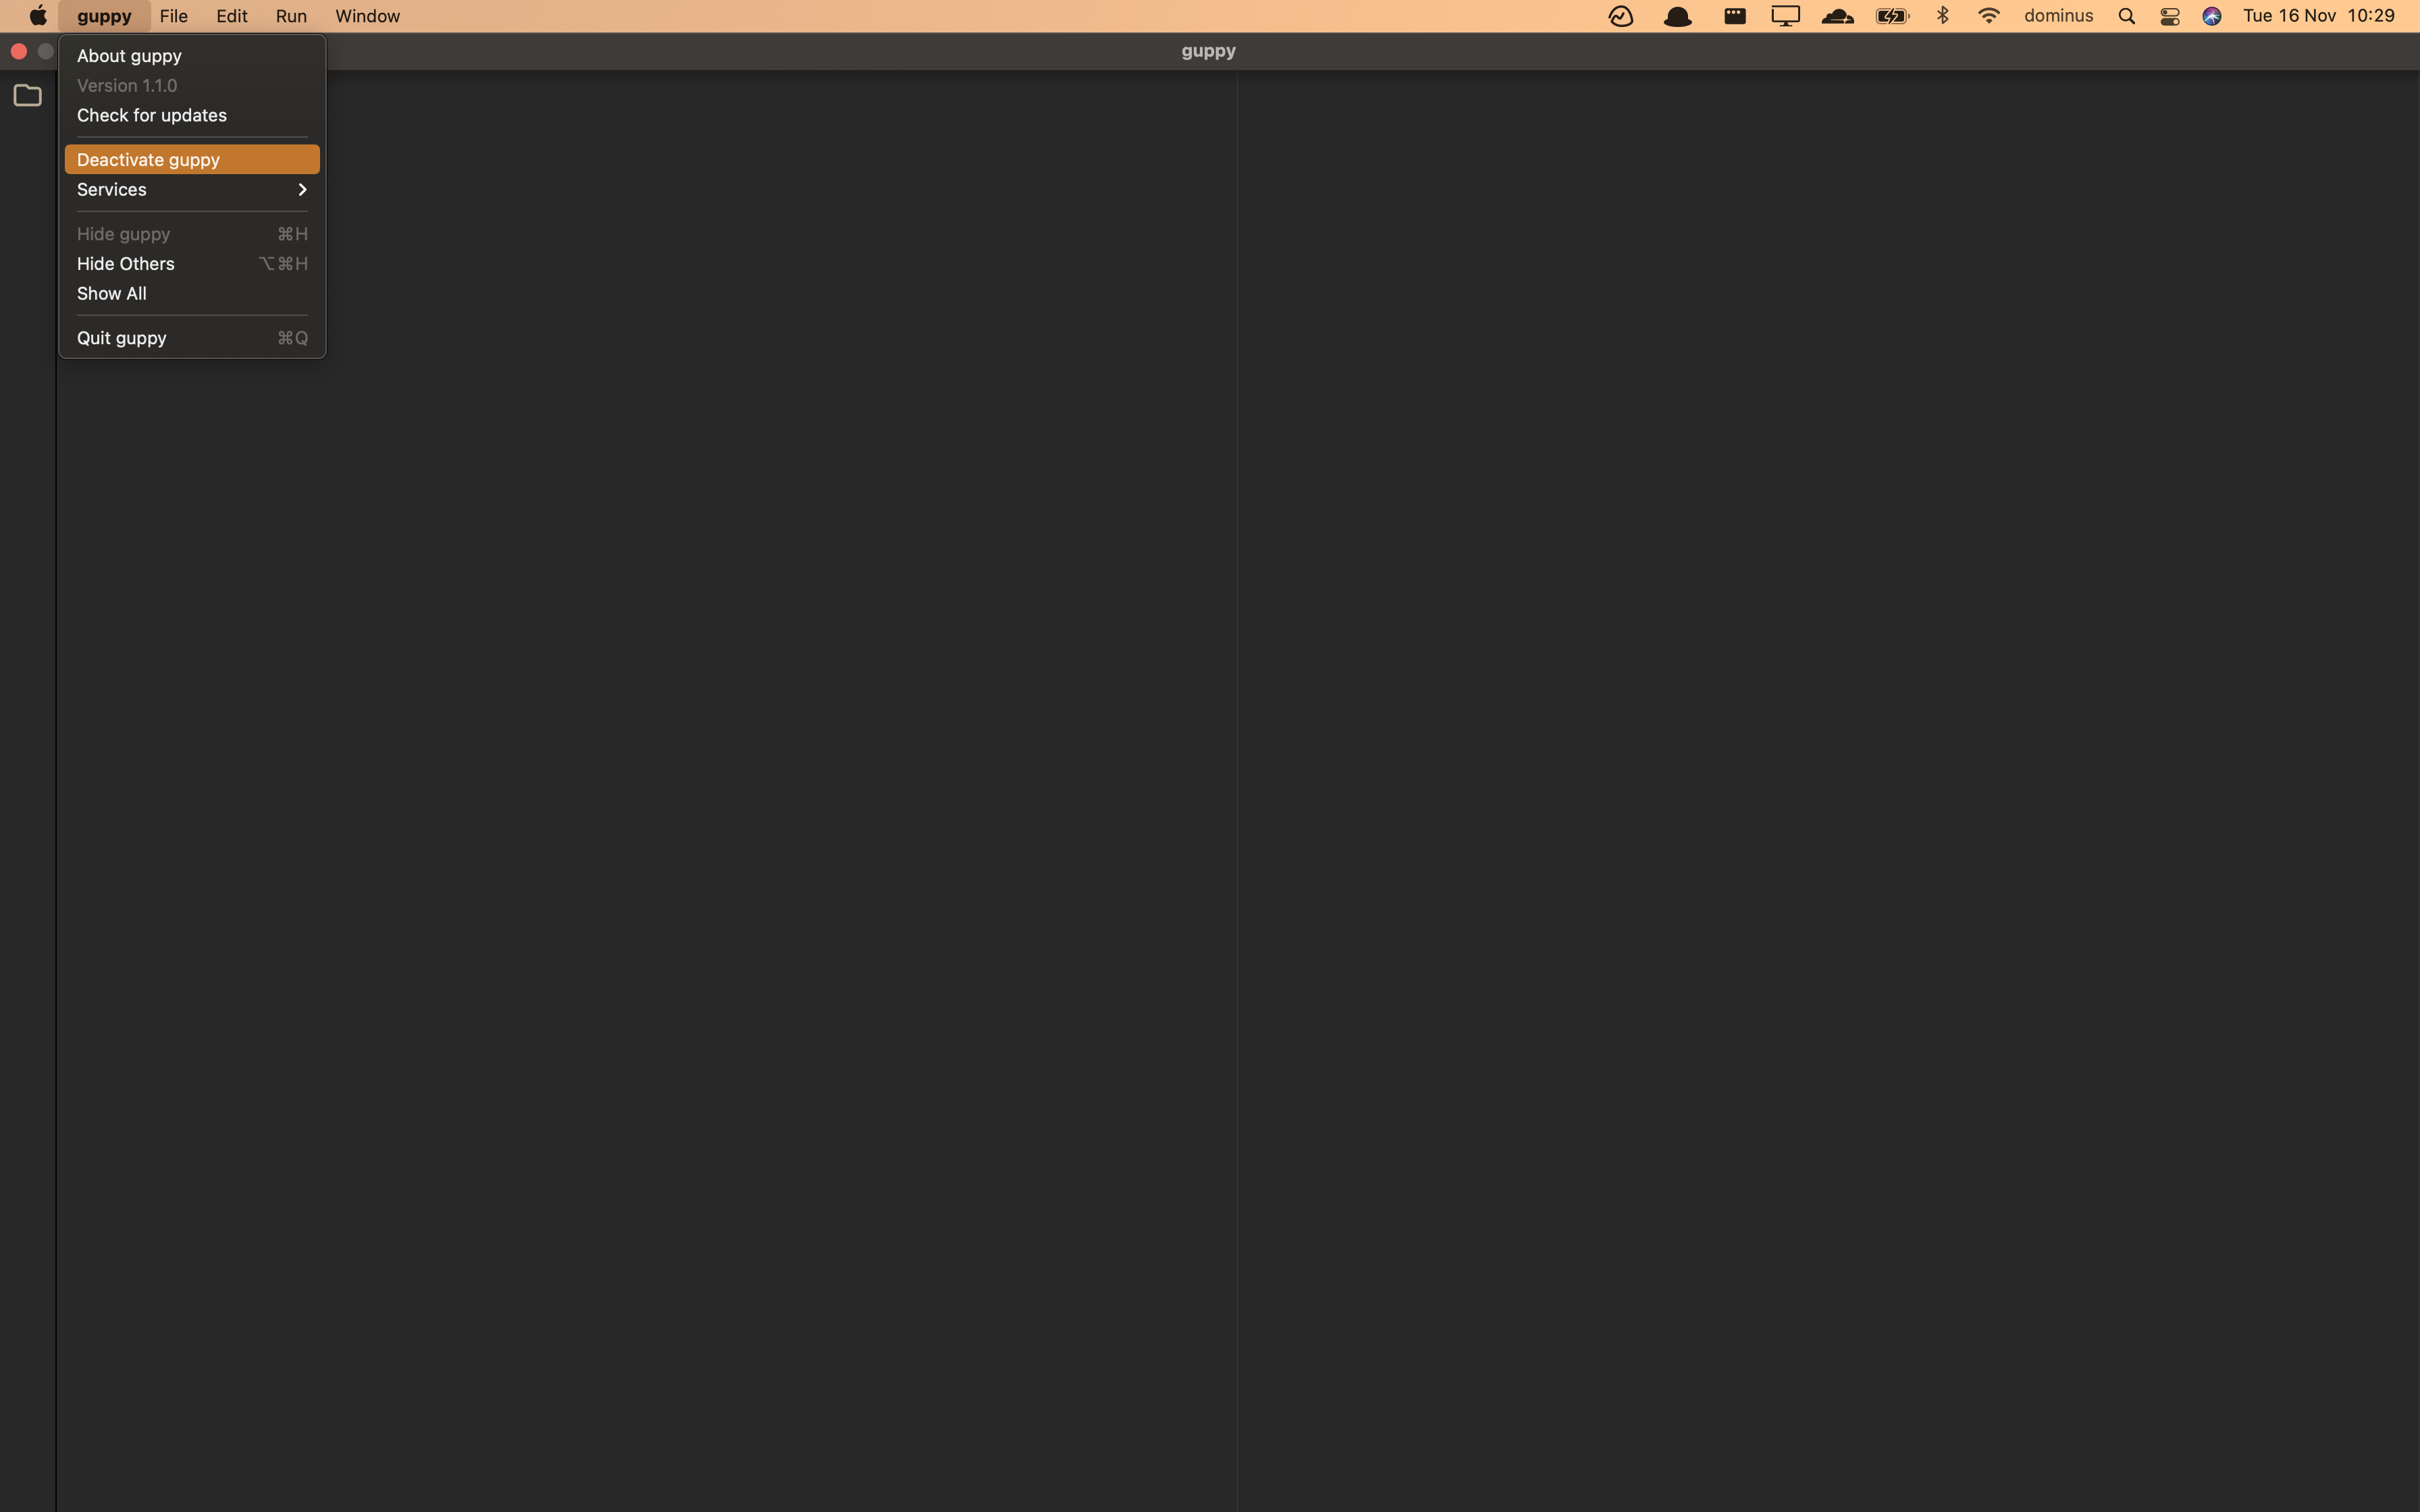 guppy File Edit Run Window dominus Tue 16 Nov 10:29
guppy
About guppy
Version 1.1.0
Check for updates
Deactivate guppy
Services
Hide guppy ⌘H
Hide Others ⌥⌘H
Show All
Quit guppy ⌘Q